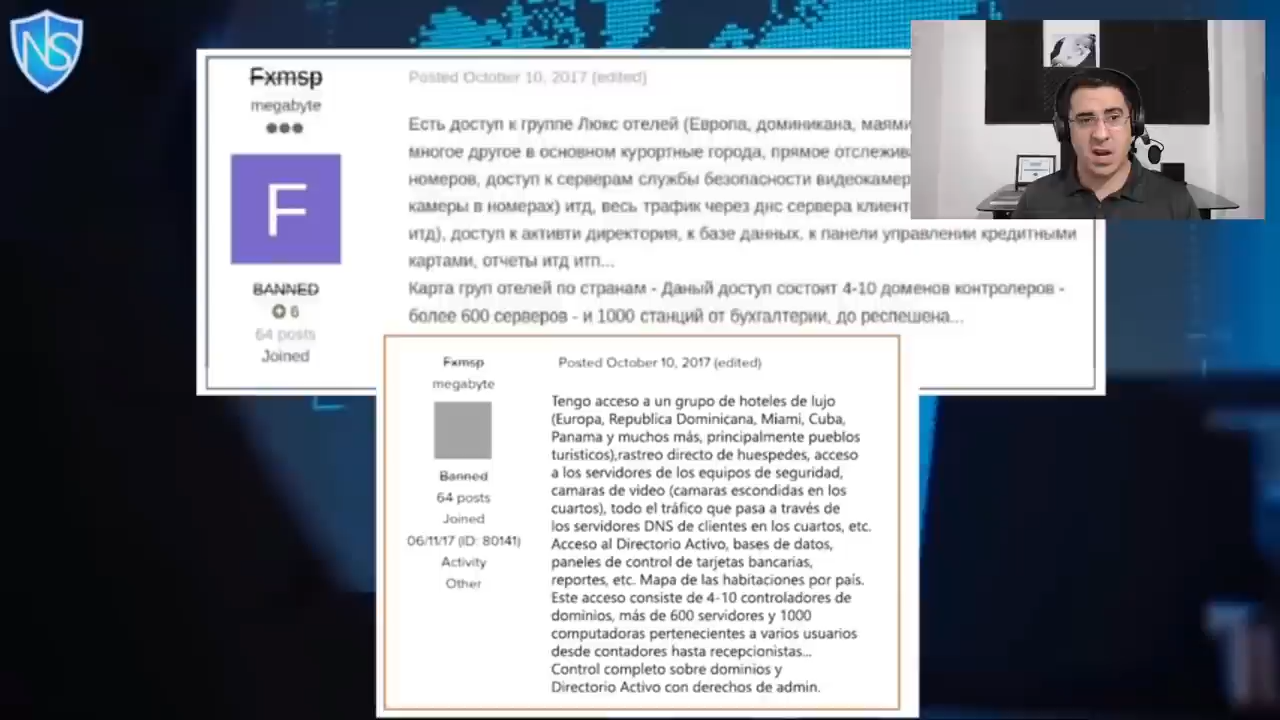 NS
Fxmsp
megabyte
F
BANNED
6
64 posts
Joined
Posted October 10, 2017 (edited)
Есть доступ к группе Люкс отелей (Европа, доминикана, маями
многое другое в основном курортные города, прямое отслежив
номеров, доступ к серверам службы безопасности видеокамер
камеры в номерах) итд, весь трафик через днс сервера клиент
итд), доступ к активти директория, к базе данных, к панели управлении кредитными
картами, отчеты итд итп...
Карта груп отелей по странам - Даный доступ состоит 4-10 доменов контролеров -
более 600 серверов - и 1000 станций от бухгалтерии, до респешена...
Fxmsp
megabyte
Banned
64 posts
Joined
06/11/17 (ID: 80141)
Activity
Other
Posted October 10, 2017 (edited)
Tengo acceso a un grupo de hoteles de lujo
(Europa, Republica Dominicana, Miami, Cuba,
Panama y muchos más, principalmente pueblos
turisticos),rastreo directo de huespedes, acceso
a los servidores de los equipos de seguridad,
camaras de video (camaras escondidas en los
cuartos), todo el tráfico que pasa a través de
los servidores DNS de clientes en los cuartos, etc.
Acceso al Directorio Activo, bases de datos,
paneles de control de tarjetas bancarias,
reportes, etc. Mapa de las habitaciones por país.
Este acceso consiste de 4-10 controladores de
dominios, más de 600 servidores y 1000
computadoras pertenecientes a varios usuarios
desde contadores hasta recepcionistas...
Control completo sobre dominios y
Directorio Activo con derechos de admin.